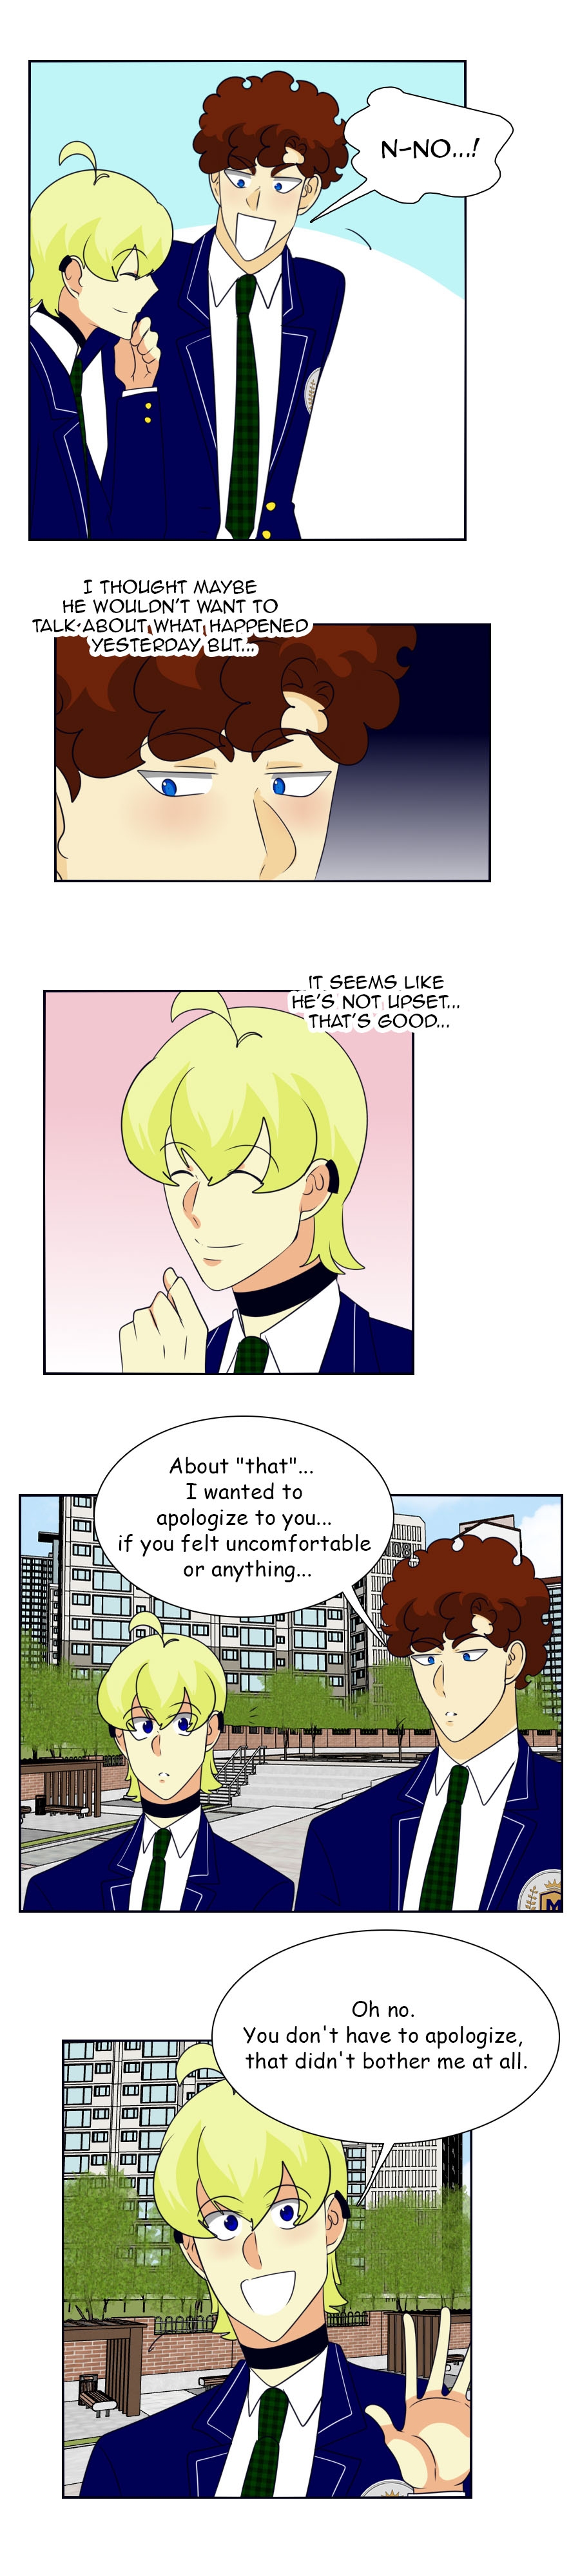 N-NO...!
I THOUGHT MAYBE
HE WOULDN'T WANT TO
TALK ABOUT WHAT HAPPENED
YESTERDAY BUT...
IT SEEMS LIKE
HE'S NOT UPSET...
THAT'S GOOD...
About "that"...
I wanted to
apologize to you...
if you felt uncomfortable
or anything...
M
Oh no.
You don't have to apologize,
that didn't bother me at all.